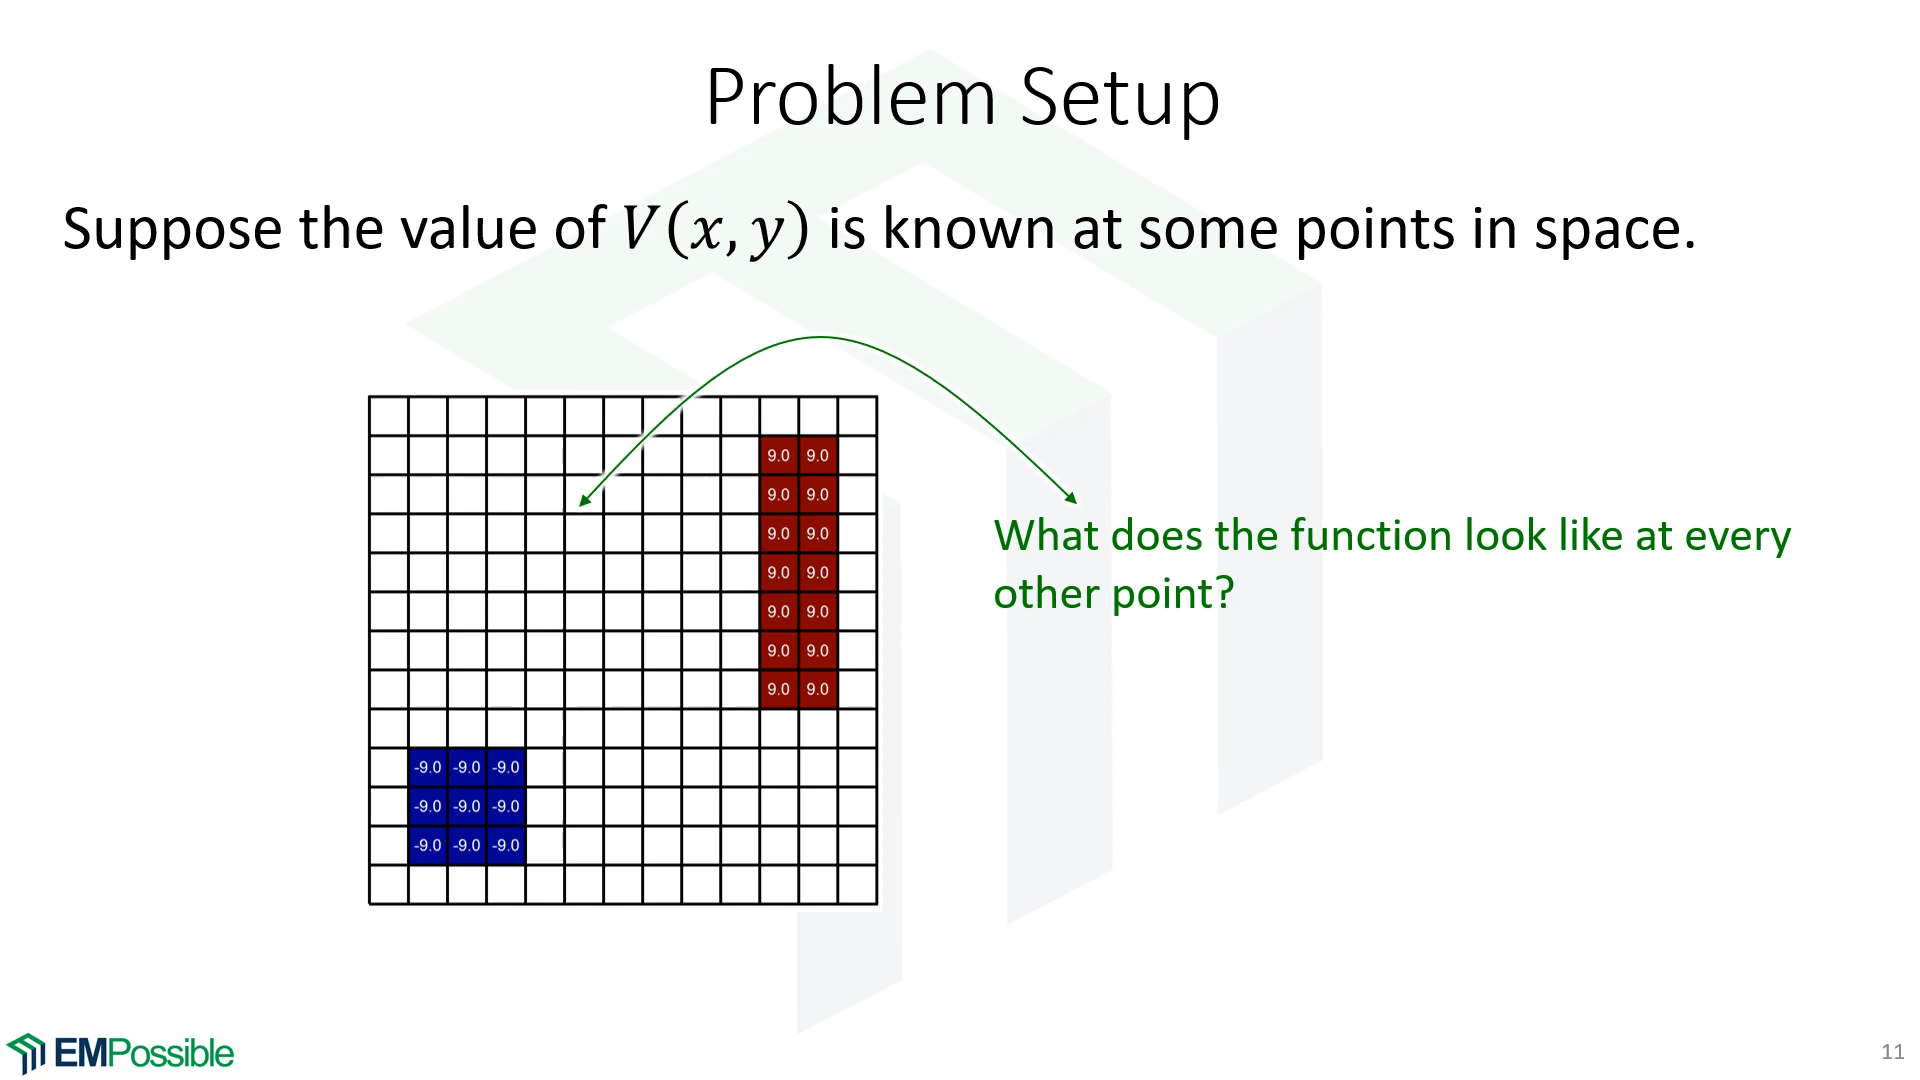 Problem Setup
Suppose the value of V(x, y) is known at some points in space.
9.0 9.0
9.0 9.0
9.0 9.0
What does the function look like at every
9.0 9.0
other point?
9.0 9.0
9.0 9.0
9.0 9.0
-9.0 -9.0 -9.0
-9.0 -9.0 -9.0
-9.0 -9.0 -9.0
EMPossible
11